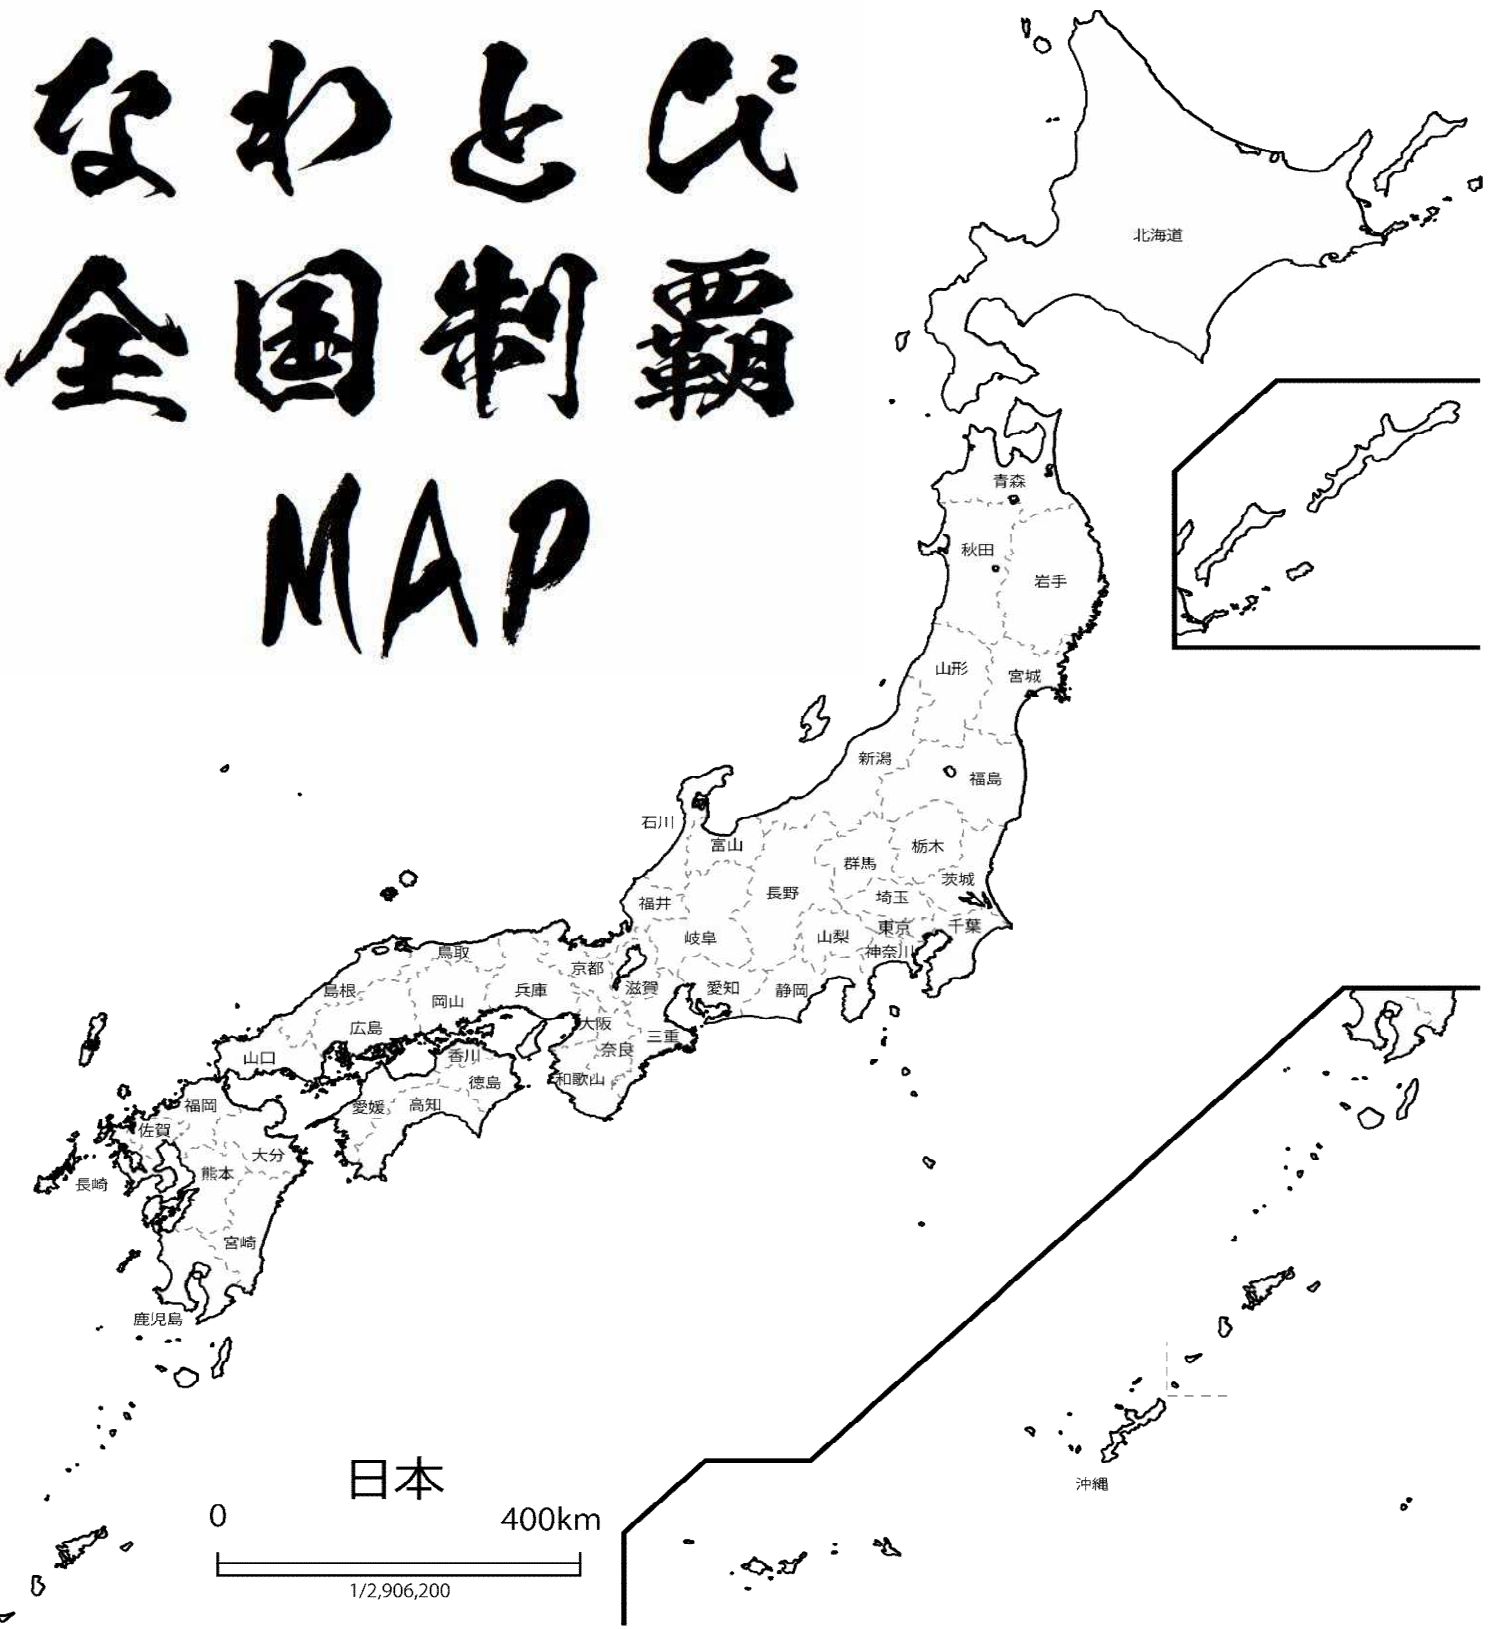 なわとび
全国制覇
MAP
北海道
青森
秋田
岩手
山形
宮城
新潟
福島
石川
富山
栃木
群馬
茨城
長野
埼玉
福井
東京
千葉
岐阜
山梨
神奈川
鳥取
京都
滋賀
愛知
静岡
島根
岡山
兵庫
広島
大阪
三重
奈良
山口
香川
和歌山
徳島
福岡
愛媛
高知
佐賀
大分
熊本
長崎
宮崎
鹿児島
日本
0 400km
1/2,906,200
沖縄